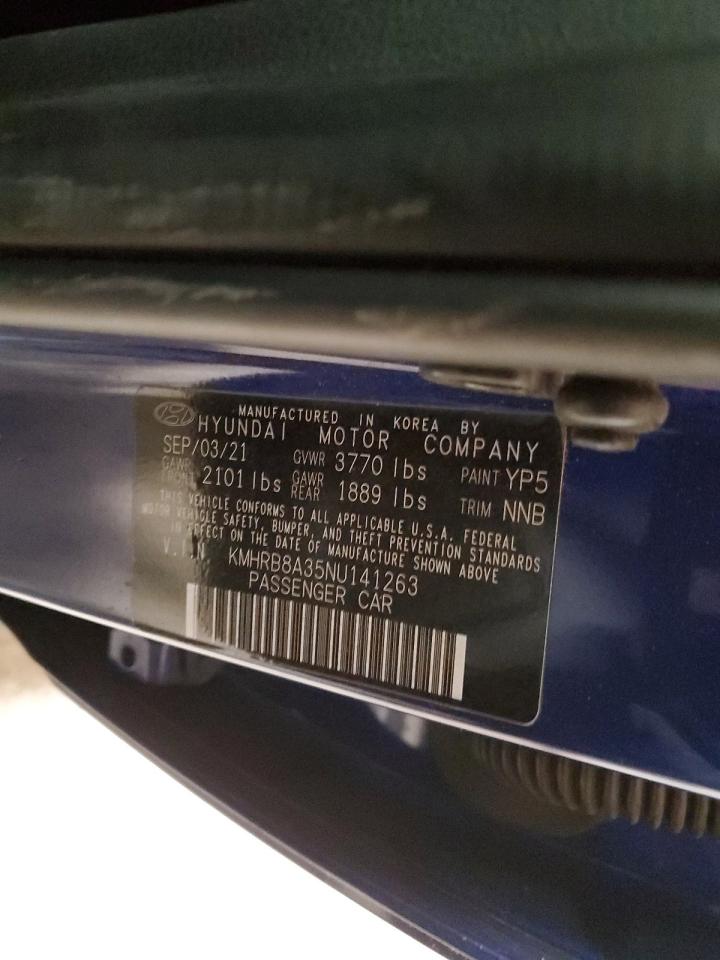 MANUFACTURED IN KOREA BY
HYUNDAI MOTOR COMPANY
SEP/03/21 GVWR 3770 lbs PAINT YP5
GAWR FRONT 2101 lbs GAWR REAR 1889 lbs TRIM NNB
THIS VEHICLE CONFORMS TO ALL APPLICABLE U.S.A. FEDERAL
MOTOR VEHICLE SAFETY, BUMPER, AND THEFT PREVENTION STANDARDS
IN EFFECT ON THE DATE OF MANUFACTURE SHOWN ABOVE
V.I.N KMHRB8A35NU141263
PASSENGER CAR